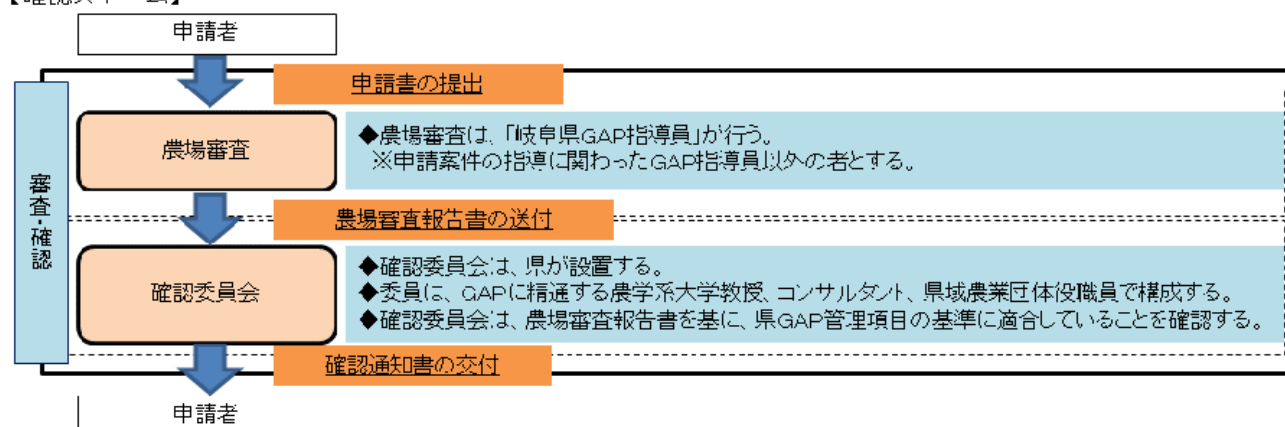 申請者
申請書の提出
農場審査
◆農場審査は、「岐阜県GAP指導員」が行う。
※申請案件の指導に関わったGAP指導員以外の者とする。
審査・確認
農場審査報告書の送付
確認委員会
◆確認委員会は、県が設置する。
◆委員に、GAPに精通する農学系大学教授、コンサルタント、県域農業団体役職員で構成する。
◆確認委員会は、農場審査報告書を基に、県GAP管理項目の基準に適合していることを確認する。
確認通知書の交付
申請者